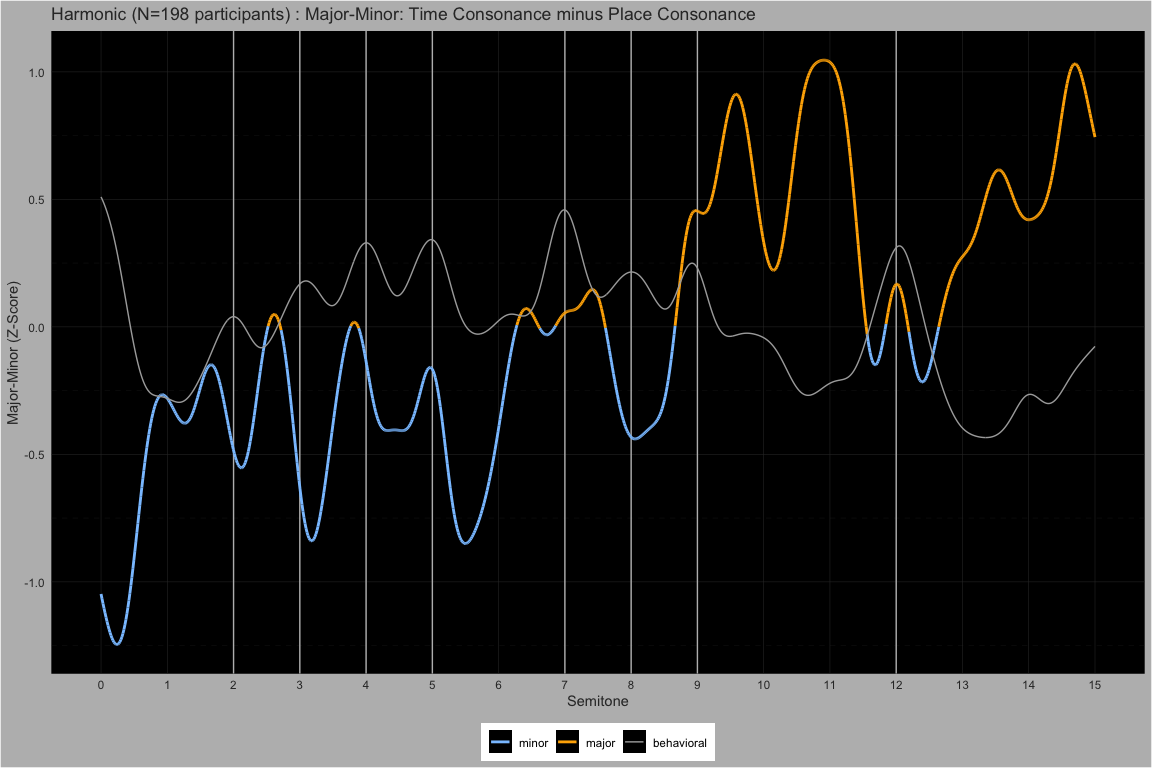 Harmonic (N=198 participants) : Major-Minor: Time Consonance minus Place Consonance
Major-Minor (Z-Score)
1.0
0.5
0.0
-0.5
-1.0
0 1 2 3 4 5 6 7 8 9 10 11 12 13 14 15
Semitone
minor major behavioral